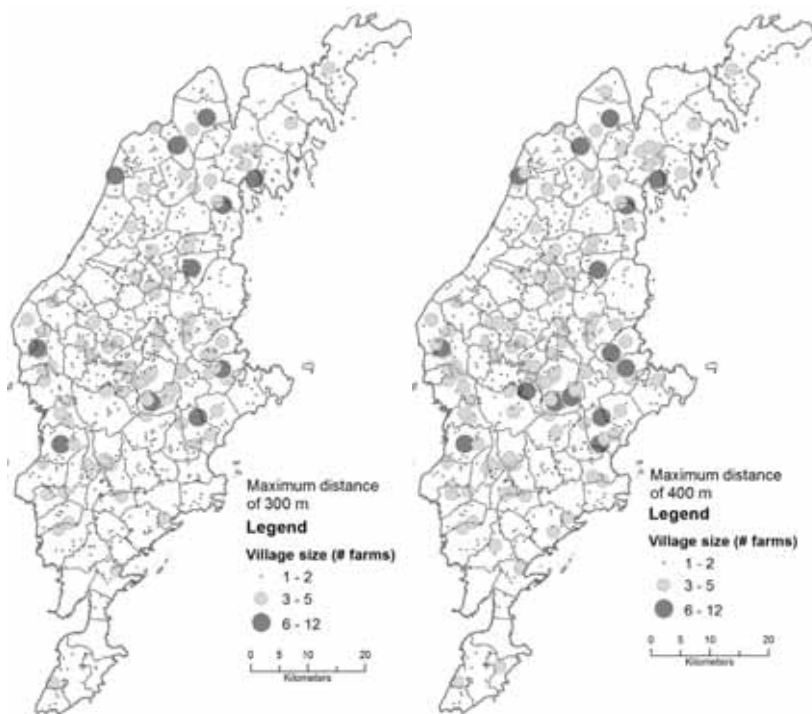 Maximum distance
of 300 m
Legend
Village size (# farms)
1 - 2
3 - 5
6 - 12
0 5 10 20
Kilometers
Maximum distance
of 400 m
Legend
Village size (# farms)
1 - 2
3 - 5
6 - 12
0 5 10 20
Kilometers